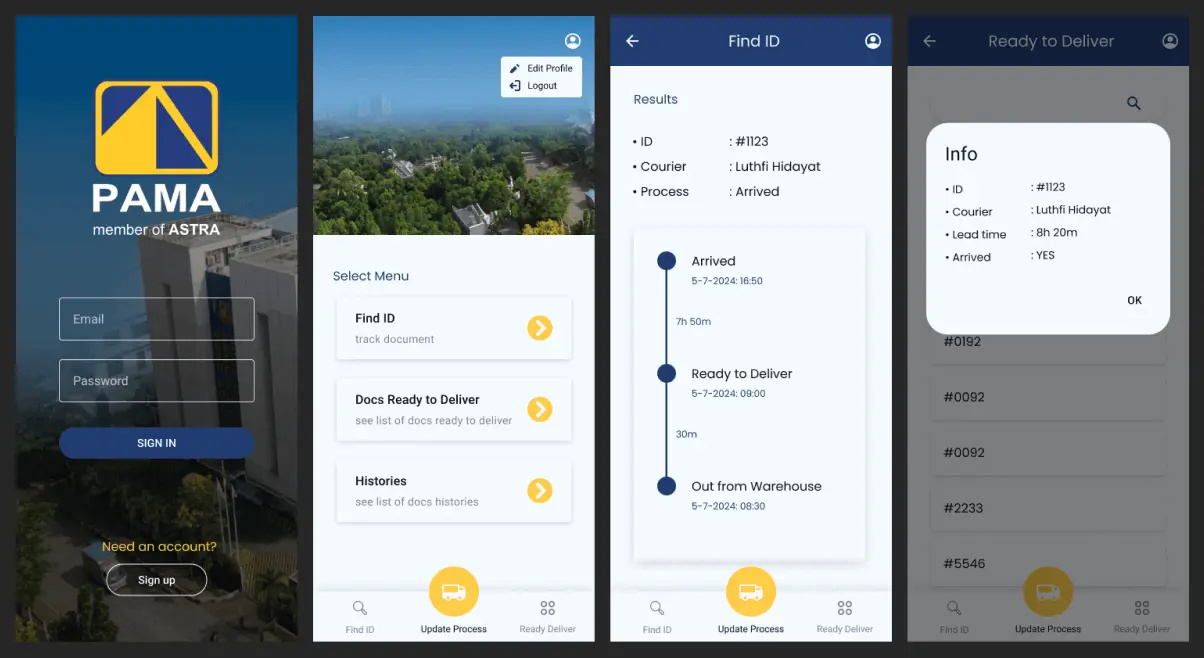 PAMA
member of ASTRA
Email
Password
SIGN IN
Need an account?
Sign up
Edit Profile
Logout
Select Menu
Find ID
track document
Docs Ready to Deliver
see list of docs ready to deliver
Histories
see list of docs histories
Find ID
Update Process
Ready Deliver
Find ID
Results
• ID : #1123
• Courier : Luthfi Hidayat
• Process : Arrived
Arrived
5-7-2024: 16:50
7h 50m
Ready to Deliver
5-7-2024: 09:00
30m
Out from Warehouse
5-7-2024: 08:30
Find ID
Update Process
Ready Deliver
Ready to Deliver
Info
• ID : #1123
• Courier : Luthfi Hidayat
• Lead time : 8h 20m
• Arrived : YES
OK
#0192
#0092
#0092
#2233
#5546
Find ID
Update Process
Ready Deliver